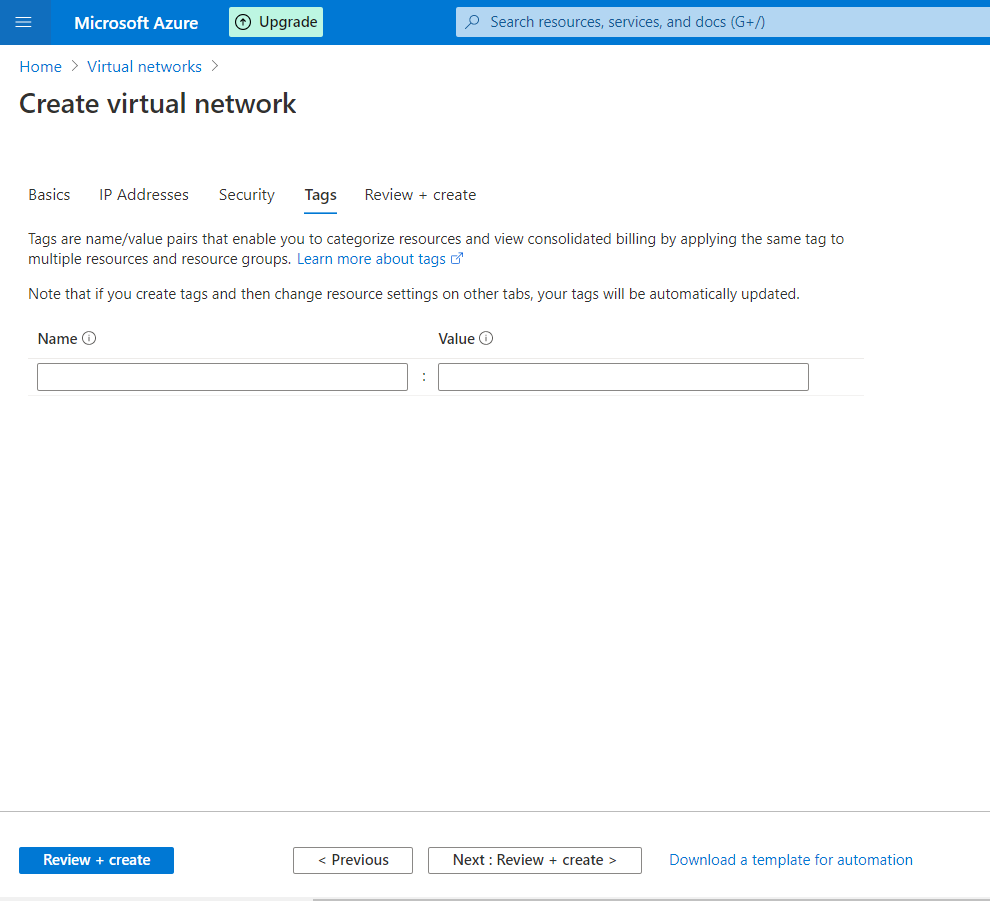 Microsoft Azure Upgrade Search resources, services, and docs (G+/)
Home > Virtual networks >
Create virtual network
Basics IP Addresses Security Tags Review + create
Tags are name/value pairs that enable you to categorize resources and view consolidated billing by applying the same tag to
multiple resources and resource groups. Learn more about tags
Note that if you create tags and then change resource settings on other tabs, your tags will be automatically updated.
Name Value
:
Review + create < Previous Next : Review + create > Download a template for automation